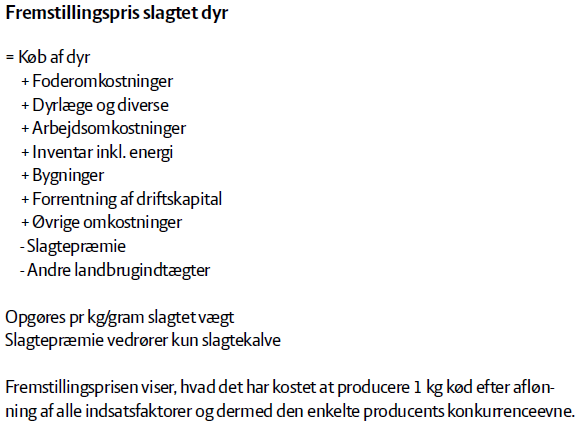 Fremstillingspris slagtet dyr
= Køb af dyr
+ Foderomkostninger
+ Dyrlæge og diverse
+ Arbejdsomkostninger
+ Inventar inkl. energi
+ Bygninger
+ Forrentning af driftskapital
+ Øvrige omkostninger
- Slagtepræmie
- Andre landbrugindtægter
Opgøres pr kg/gram slagtet vægt
Slagtepræmie vedrører kun slagtekalve
Fremstillingsprisen viser, hvad det har kostet at producere 1 kg kød efter afløn-
ning af alle indsatsfaktorer og dermed den enkelte producents konkurrenceevne.